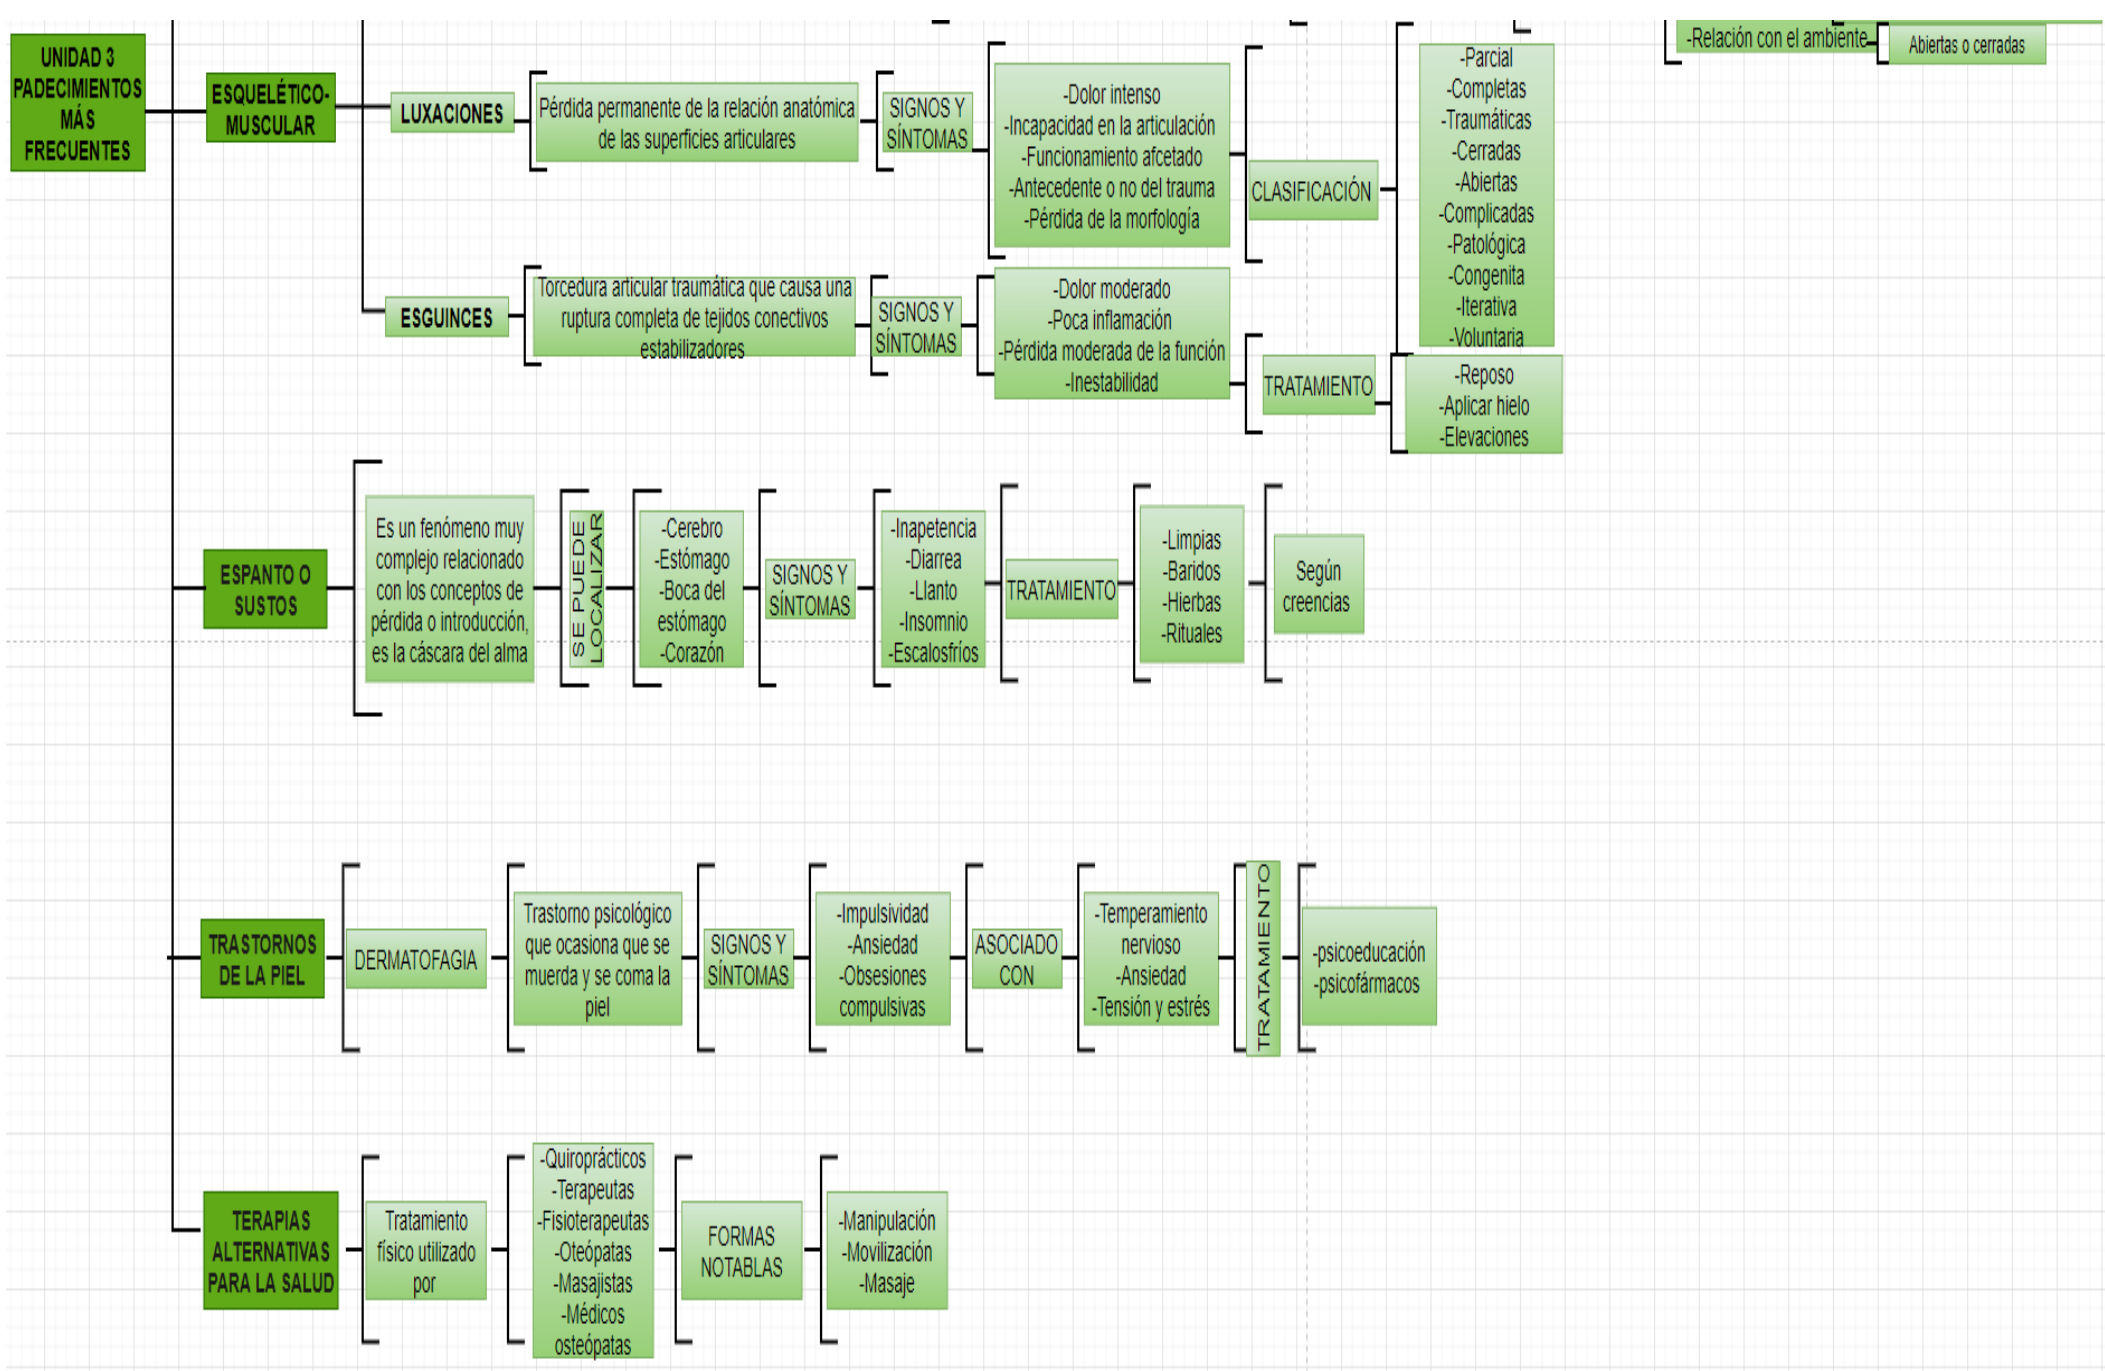 -Relación con el ambiente
Abiertas o cerradas
UNIDAD 3
PADECIMIENTOS
MÁS
FRECUENTES
ESQUELÉTICO-
MUSCULAR
LUXACIONES
Pérdida permanente de la relación anatómica
de las superficies articulares
SIGNOS Y
SÍNTOMAS
-Dolor intenso
-Incapacidad en la articulación
-Funcionamiento afcetado
-Antecedente o no del trauma
-Pérdida de la morfología
CLASIFICACIÓN
-Parcial
-Completas
-Traumáticas
-Cerradas
-Abiertas
-Complicadas
-Patológica
-Congenita
-Iterativa
-Voluntaria
ESGUINCES
Torcedura articular traumática que causa una
ruptura completa de tejidos conectivos
estabilizadores
SIGNOS Y
SÍNTOMAS
-Dolor moderado
-Poca inflamación
-Pérdida moderada de la función
-Inestabilidad
TRATAMIENTO
-Reposo
-Aplicar hielo
-Elevaciones
ESPANTO O
SUSTOS
Es un fenómeno muy
complejo relacionado
con los conceptos de
pérdida o introducción,
es la cáscara del alma
SE PUEDE
LOCALIZAR
-Cerebro
-Estómago
-Boca del
estómago
-Corazón
SIGNOS Y
SÍNTOMAS
-Inapetencia
-Diarrea
-Llanto
-Insomnio
-Escalosfríos
TRATAMIENTO
-Limpias
-Baridos
-Hierbas
-Rituales
Según
creencias
TRASTORNOS
DE LA PIEL
DERMATOFAGIA
Trastorno psicológico
que ocasiona que se
muerda y se coma la
piel
SIGNOS Y
SÍNTOMAS
-Impulsividad
-Ansiedad
-Obsesiones
compulsivas
ASOCIADO
CON
-Temperamiento
nervioso
-Ansiedad
-Tensión y estrés
TRATAMIENTO
-psicoeducación
-psicofármacos
TERAPIAS
ALTERNATIVAS
PARA LA SALUD
Tratamiento
físico utilizado
por
-Quiroprácticos
-Terapeutas
-Fisioterapeutas
-Oteópatas
-Masajistas
-Médicos
osteópatas
FORMAS
NOTABLAS
-Manipulación
-Movilización
-Masaje